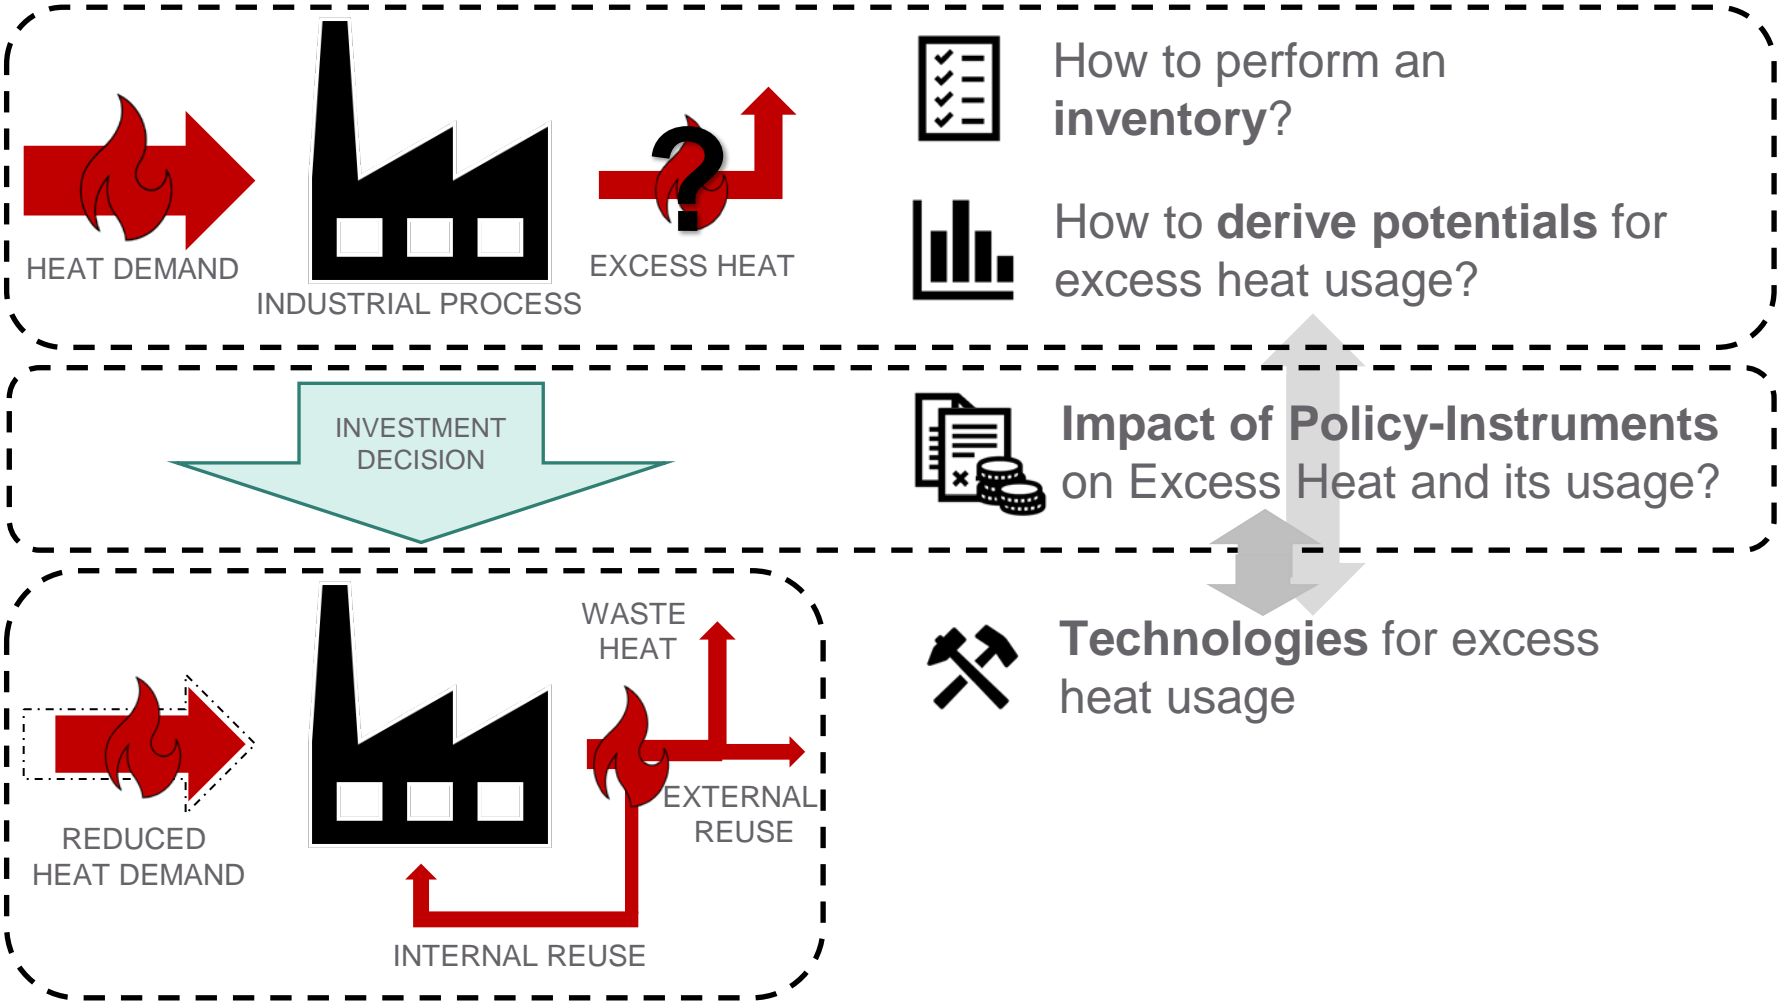 How to perform an
inventory?
HEAT DEMAND
INDUSTRIAL PROCESS
EXCESS HEAT
?
How to derive potentials for
excess heat usage?
INVESTMENT
DECISION
Impact of Policy-Instruments
on Excess Heat and its usage?
WASTE
HEAT
Technologies for excess
heat usage
REDUCED
HEAT DEMAND
EXTERNAL
REUSE
INTERNAL REUSE